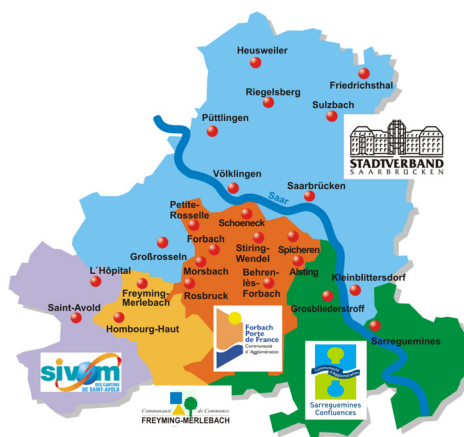 Heusweiler
Friedrichsthal
Riegelsberg
Sulzbach
Püttlingen
STADTVERBAND
SAARBRÜCKEN
Völklingen
Saar
Saarbrücken
Petite-
Rosselle
Schoeneck
Forbach
Stiring-
Wendel
Spicheren
Großrosseln
Morsbach
Alsting
L´Hôpital
Freyming-
Merlebach
Rosbruck
Behren-
lès-
Forbach
Kleinblittersdorf
Grosbliederstroff
Saint-Avold
Hombourg-Haut
Sarreguemines
sivom
DES CANTONS
DE SAINT-AVOLD
Forbach
Porte
de France
Communauté
d'Agglomération
Sarreguemines
Confluences
Communauté de Communes
FREYMING-MERLEBACH